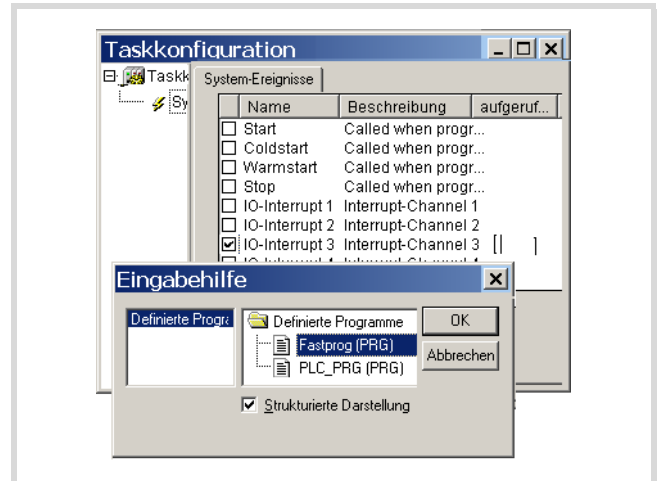 Taskkonfiguration
Taskk
Sy
System-Ereignisse
Name Beschreibung aufgeruf...
Start Called when progr...
Coldstart Called when progr...
Warmstart Called when progr...
Stop Called when progr...
IO-Interrupt 1 Interrupt-Channel 1
IO-Interrupt 2 Interrupt-Channel 2
IO-Interrupt 3 Interrupt-Channel 3
Eingabehilfe
Definierte Progra
Definierte Programme
Fastprog (PRG)
PLC_PRG (PRG)
OK
Abbrechen
Strukturierte Darstellung